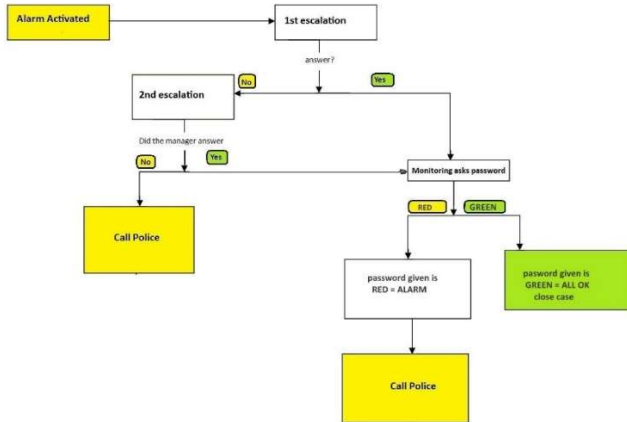 Alarm Activated
1st escalation
answer?
No
Yes
2nd escalation
Did the manager answer
No
Yes
Monitoring asks password
RED
GREEN
Call Police
password given is
RED = ALARM
pasword given is
GREEN = ALL OK
close case
Call Police